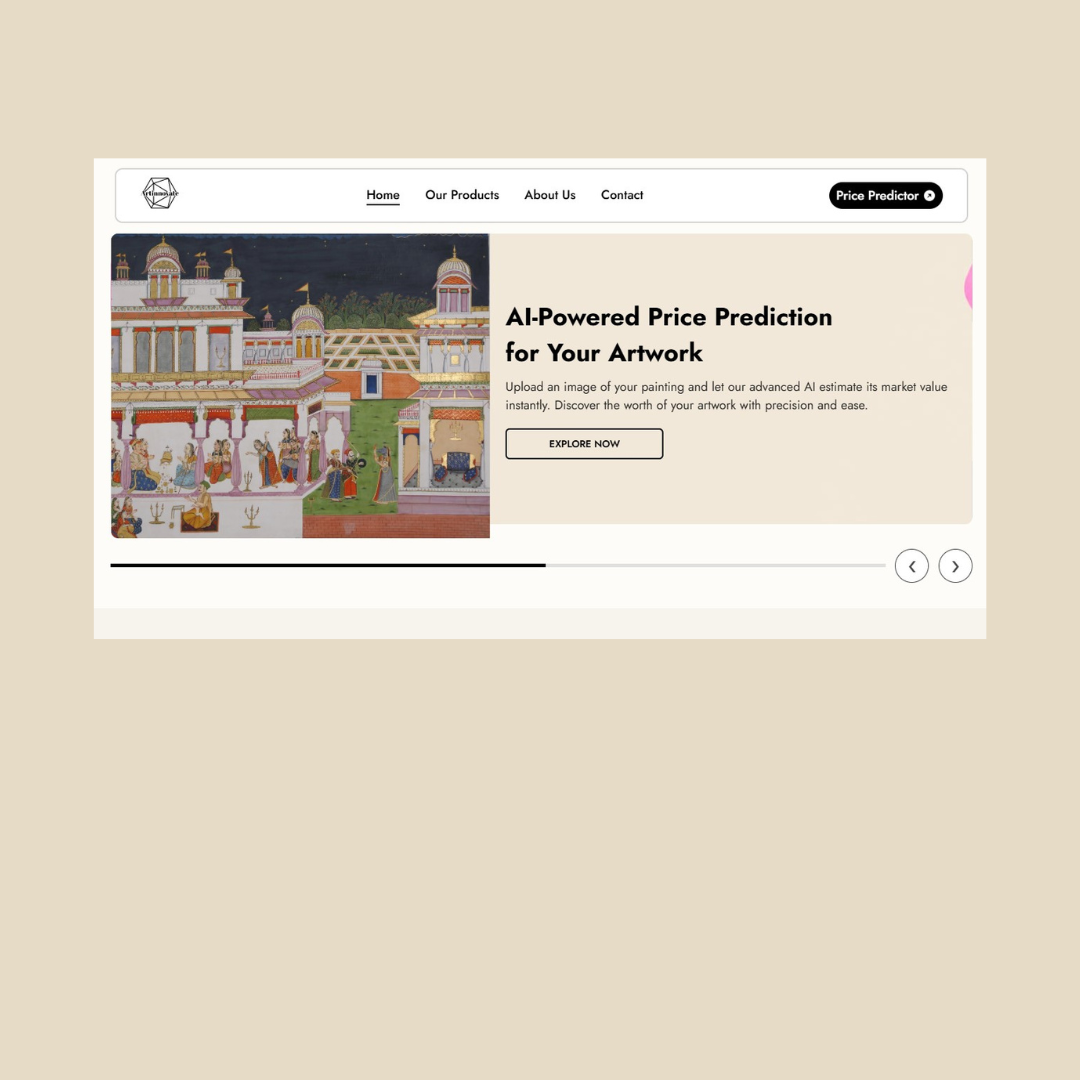 Home
Our Products
About Us
Contact
Price Predictor
AI-Powered Price Prediction
for Your Artwork
Upload an image of your painting and let our advanced AI estimate its market value
instantly. Discover the worth of your artwork with precision and ease.
EXPLORE NOW